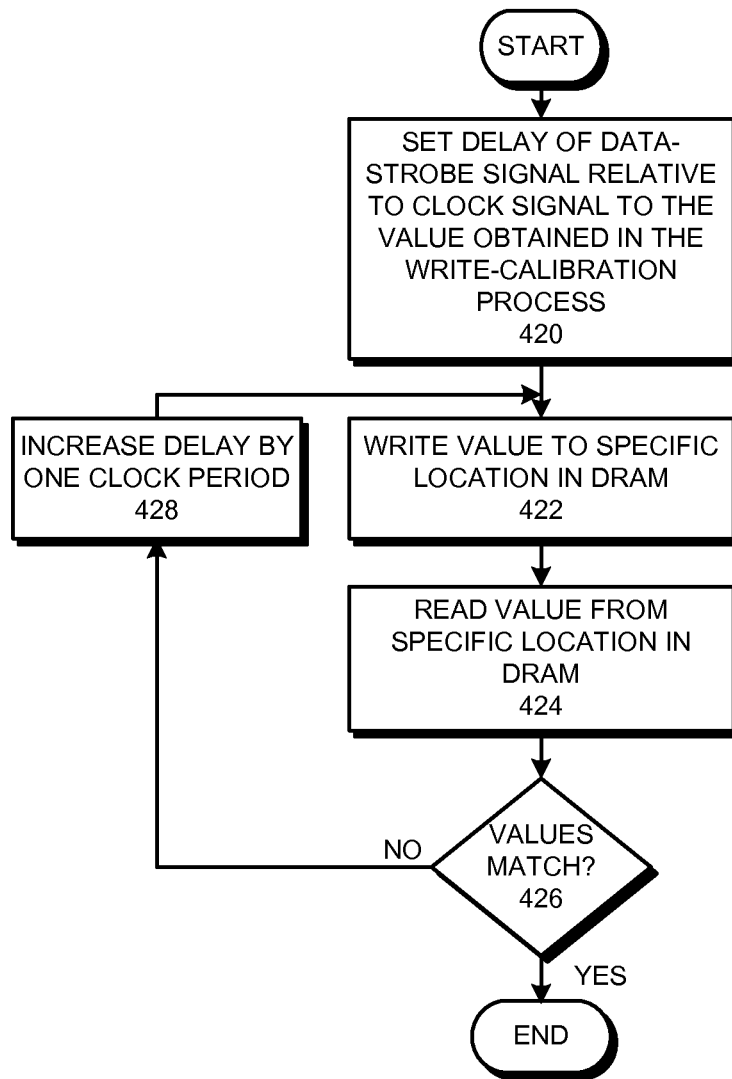 START
SET DELAY OF DATA-
STROBE SIGNAL RELATIVE
TO CLOCK SIGNAL TO THE
VALUE OBTAINED IN THE
WRITE-CALIBRATION
PROCESS
420
INCREASE DELAY BY
ONE CLOCK PERIOD
428
WRITE VALUE TO SPECIFIC
LOCATION IN DRAM
422
READ VALUE FROM
SPECIFIC LOCATION IN
DRAM
424
NO
VALUES
MATCH?
426
YES
END